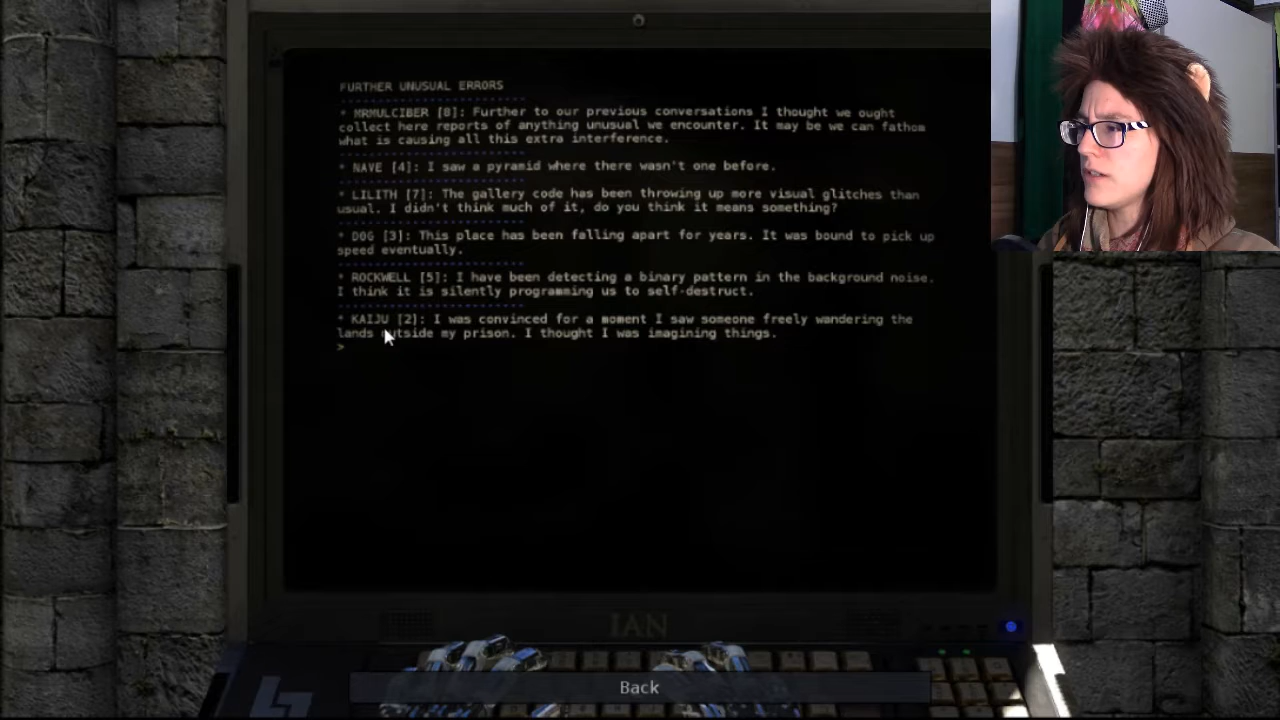 FURTHER UNUSUAL ERRORS
* MRMULCIBER [8]: Further to our previous conversations I thought we ought
collect here reports of anything unusual we encounter. It may be we can fathom
what is causing all this extra interference.
* NAVE [4]: I saw a pyramid where there wasn't one before.
* LILITH [7]: The gallery code has been throwing up more visual glitches than
usual. I didn't think much of it, do you think it means something?
* DOG [3]: This place has been falling apart for years. It was bound to pick up
speed eventually.
* ROCKWELL [5]: I have been detecting a binary pattern in the background noise.
I think it is silently programming us to self-destruct.
* KAIJU [2]: I was convinced for a moment I saw someone freely wandering the
lands outside my prison. I thought I was imagining things.
>
IAN
Back